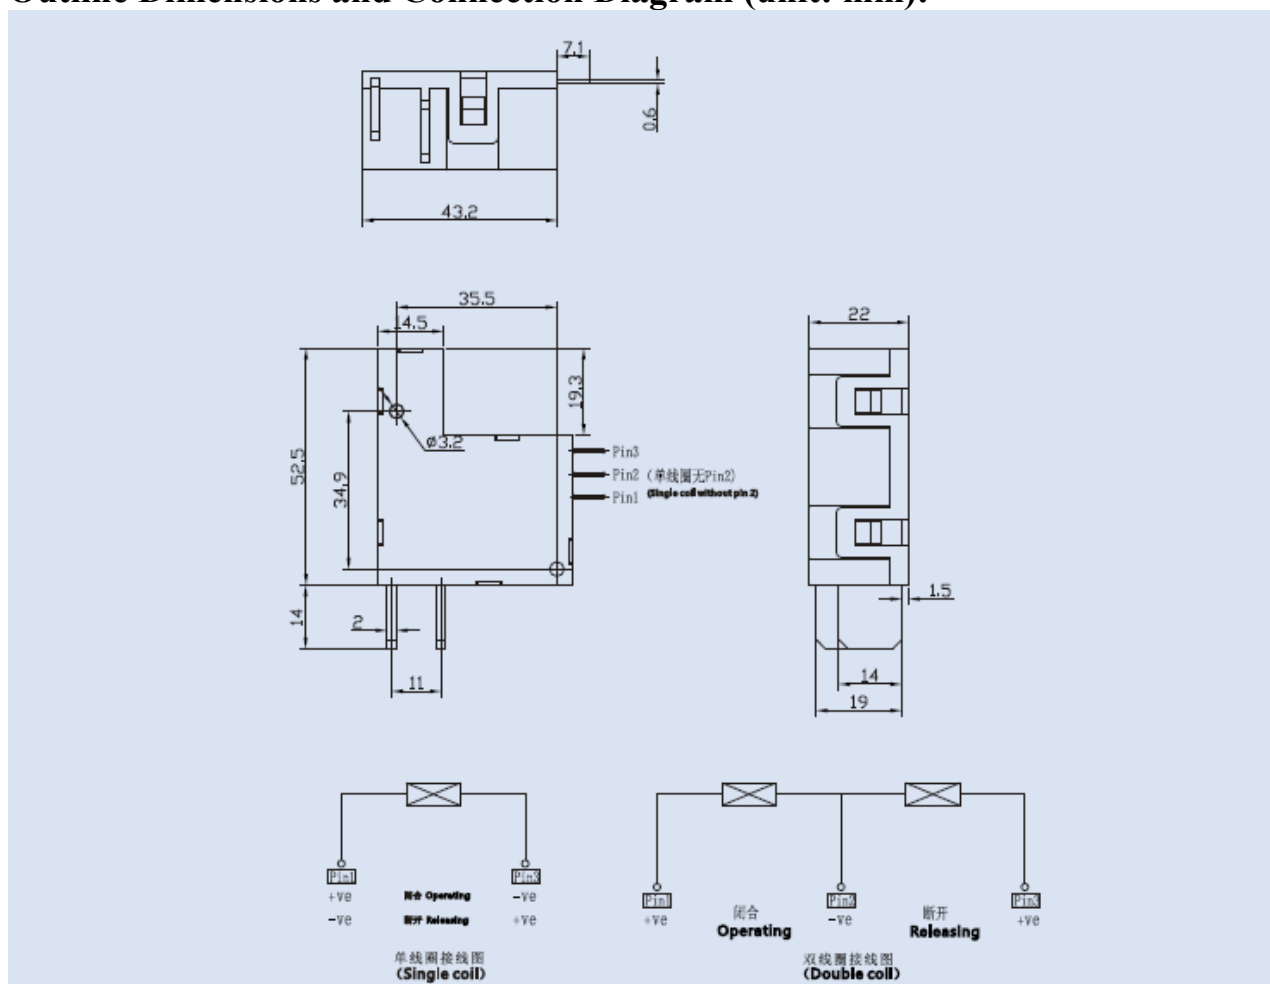 Outline Dimensions and Connection Diagram (unit: mm):
7.1
0.6
43.2
35.5
14.5
22
19.3
ø3.2
52.5
34.9
Pin3
Pin2 (单线圈无Pin2)
(Single coil without pin 2)
Pin1
1.5
14
2
11
14
19
Pin1
Pin3
+ve
闭合 Operating
-ve
-ve
断开 Releasing
+ve
单线圈接线图
(Single coil)
Pin1
Pin2
Pin3
+ve
闭合
Operating
-ve
断开
Releasing
+ve
双线圈接线图
(Double coil)